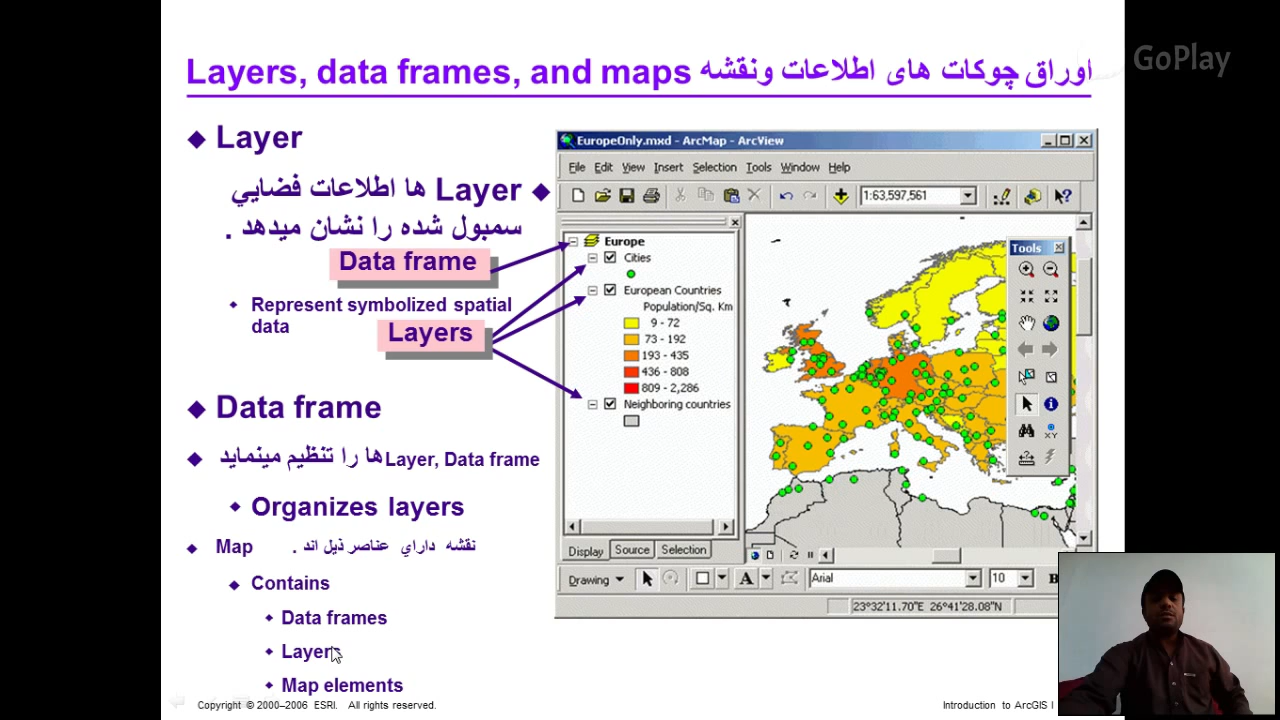 GoPlay
Layers, data frames, and maps اوراق چوکات های اطلاعات ونقشه
Layer
Layer ها اطلاعات فضايي
سمبول شده را نشان ميدهد .
Data frame
Represent symbolized spatial
data
Layers
Data frame
Layer, Data frame ها را تنظيم مينمايد
Organizes layers
Map نقشه داراي عناصر ذيل اند .
Contains
Data frames
Layers
Map elements
Copyright © 2000–2006 ESRI. All rights reserved.
Introduction to ArcGIS I
EuropeOnly.mxd - ArcMap - ArcView
File Edit View Insert Selection Tools Window Help
1:63,597,561
Europe
Cities
European Countries
Population/Sq. Km
9 - 72
73 - 192
193 - 435
436 - 808
809 - 2,286
Neighboring countries
Tools
XY
Display Source Selection
Drawing A Arial 10 B
23°32'11.70"E 26°41'28.08"N